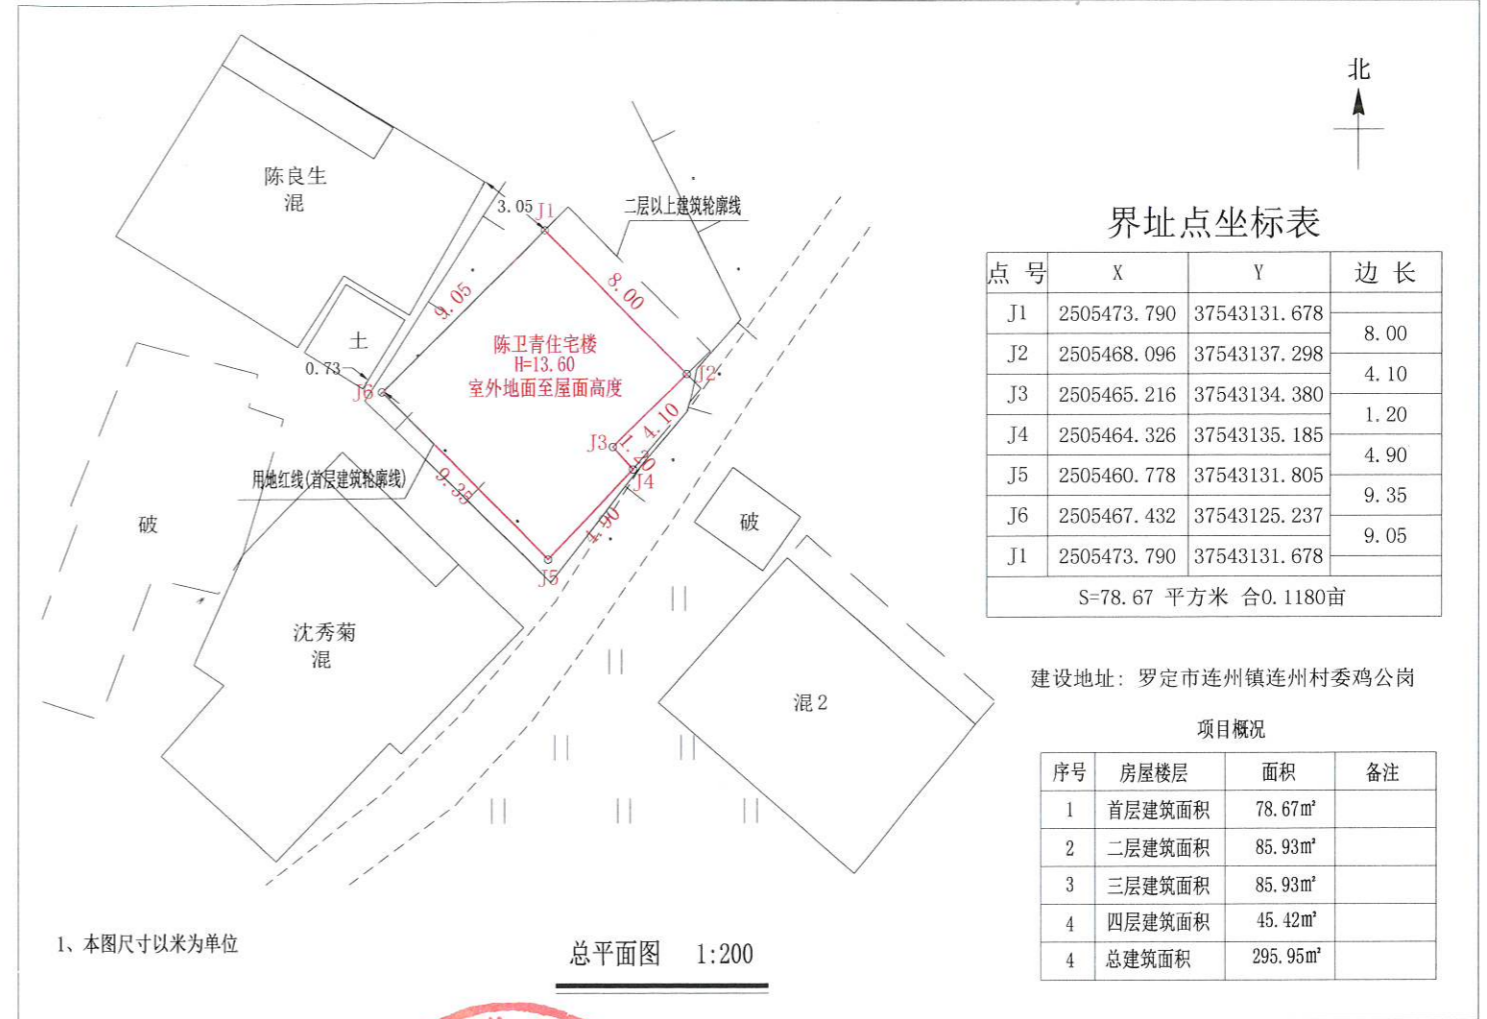 北
陈良生
混
3.05
J1
二层以上建筑轮廓线
8.00
9.05
土
0.73
J6
陈卫青住宅楼
H=13.60
室外地面至屋面高度
J2
4.10
J3
1.20
J4
用地红线(首层建筑轮廓线)
9.35
4.90
J5
破
破
沈秀菊
混
混2
界址点坐标表
点 号 X Y 边 长
J1 2505473.790 37543131.678
8.00
J2 2505468.096 37543137.298
4.10
J3 2505465.216 37543134.380
1.20
J4 2505464.326 37543135.185
4.90
J5 2505460.778 37543131.805
9.35
J6 2505467.432 37543125.237
9.05
J1 2505473.790 37543131.678
S=78.67 平方米 合0.1180亩
建设地址: 罗定市连州镇连州村委鸡公岗
项目概况
序号 房屋楼层 面积 备注
1 首层建筑面积 78.67㎡
2 二层建筑面积 85.93㎡
3 三层建筑面积 85.93㎡
4 四层建筑面积 45.42㎡
4 总建筑面积 295.95㎡
1、本图尺寸以米为单位
总平面图 1:200